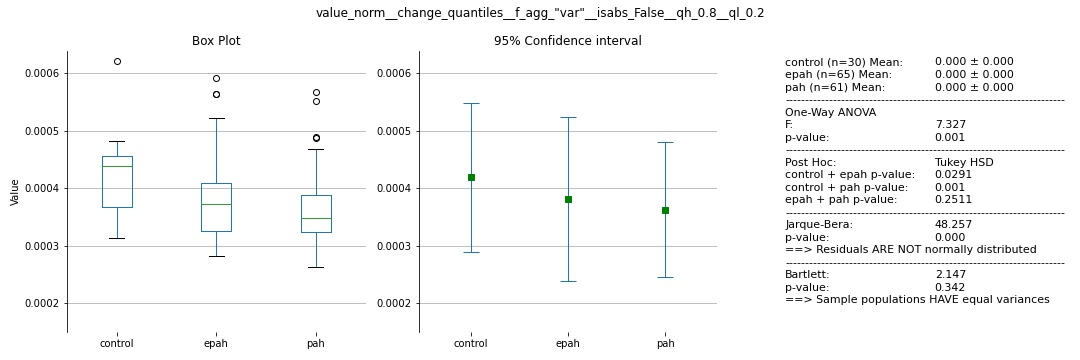 value_norm__change_quantiles__f_agg_"var"__isabs_False__qh_0.8__ql_0.2
Box Plot
0.0006
0.0005
0.0004
0.0003
0.0002
Value
control epah pah
95% Confidence interval
0.0006
0.0005
0.0004
0.0003
0.0002
control epah pah
control (n=30) Mean: 0.000 ± 0.000
epah (n=65) Mean: 0.000 ± 0.000
pah (n=61) Mean: 0.000 ± 0.000
One-Way ANOVA
F: 7.327
p-value: 0.001
Post Hoc: Tukey HSD
control + epah p-value: 0.0291
control + pah p-value: 0.001
epah + pah p-value: 0.2511
Jarque-Bera: 48.257
p-value: 0.000
==> Residuals ARE NOT normally distributed
Bartlett: 2.147
p-value: 0.342
==> Sample populations HAVE equal variances